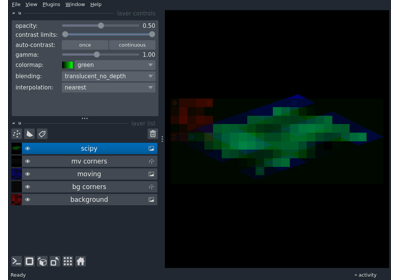 File View Plugins Window Help
layer controls
opacity: 0.50
contrast limits:
auto-contrast: once continuous
gamma: 1.00
colormap: green
blending: translucent_no_depth
interpolation: nearest
layer list
scipy
mv corners
moving
bg corners
background
Ready
activity